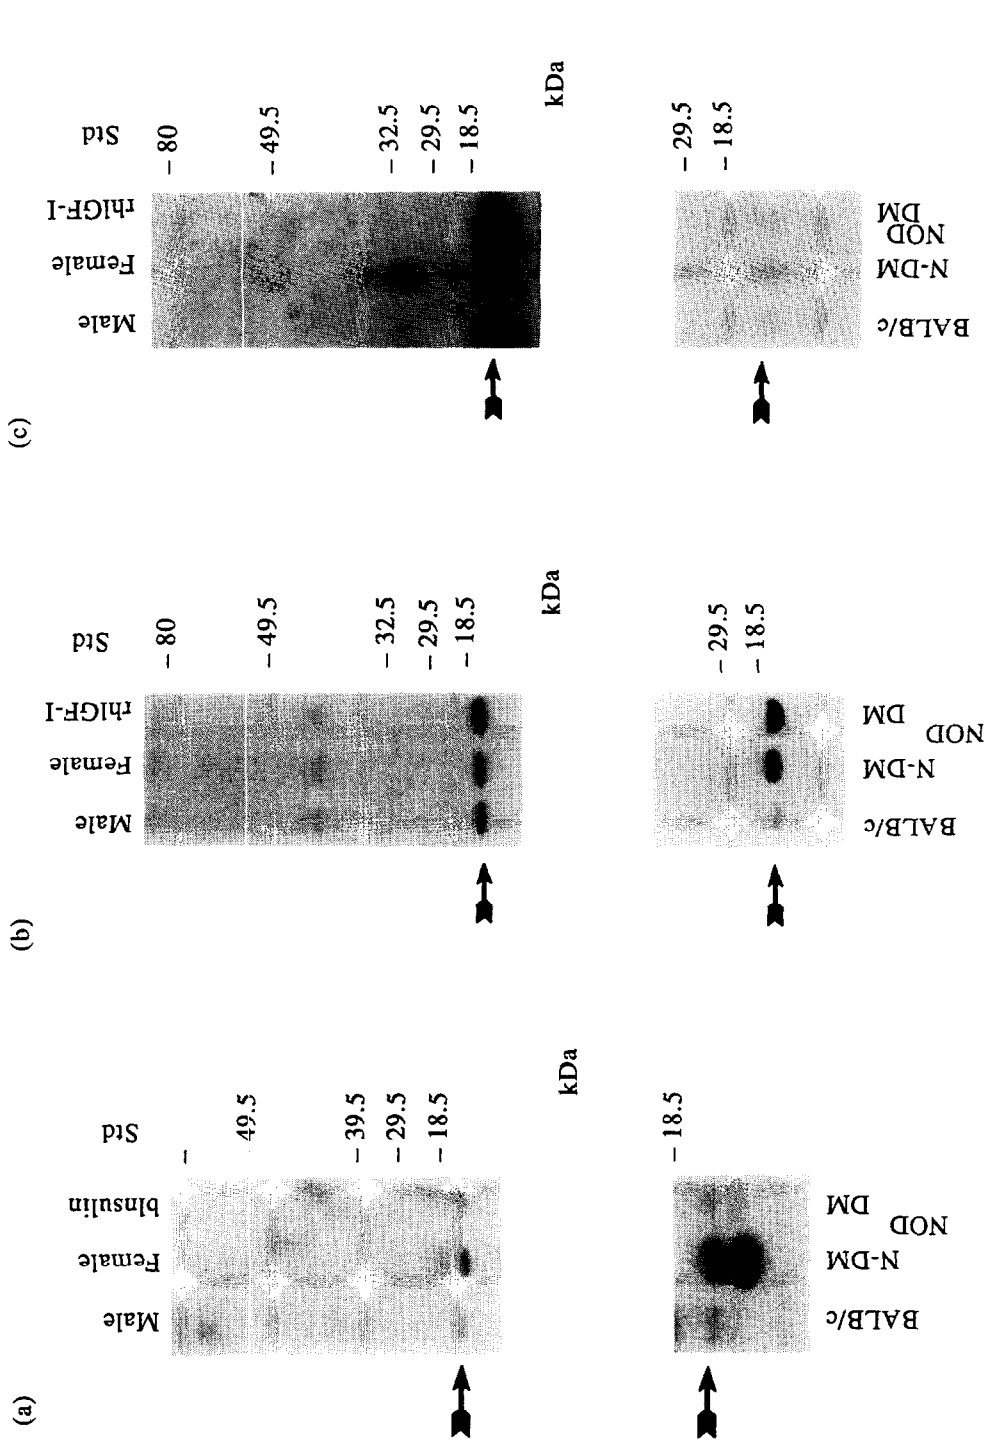 (a)
Male
Female
bInsulin
Std
–
49.5
– 39.5
– 29.5
– 18.5
kDa
– 18.5
BALB/c
N-DM
DM
NOD
(b)
Male
Female
rhIGF-I
Std
– 80
– 49.5
– 32.5
– 29.5
– 18.5
kDa
– 29.5
– 18.5
BALB/c
N-DM
DM
NOD
(c)
Male
Female
rhIGF-I
Std
– 80
– 49.5
– 32.5
– 29.5
– 18.5
kDa
– 29.5
– 18.5
BALB/c
N-DM
DM
NOD